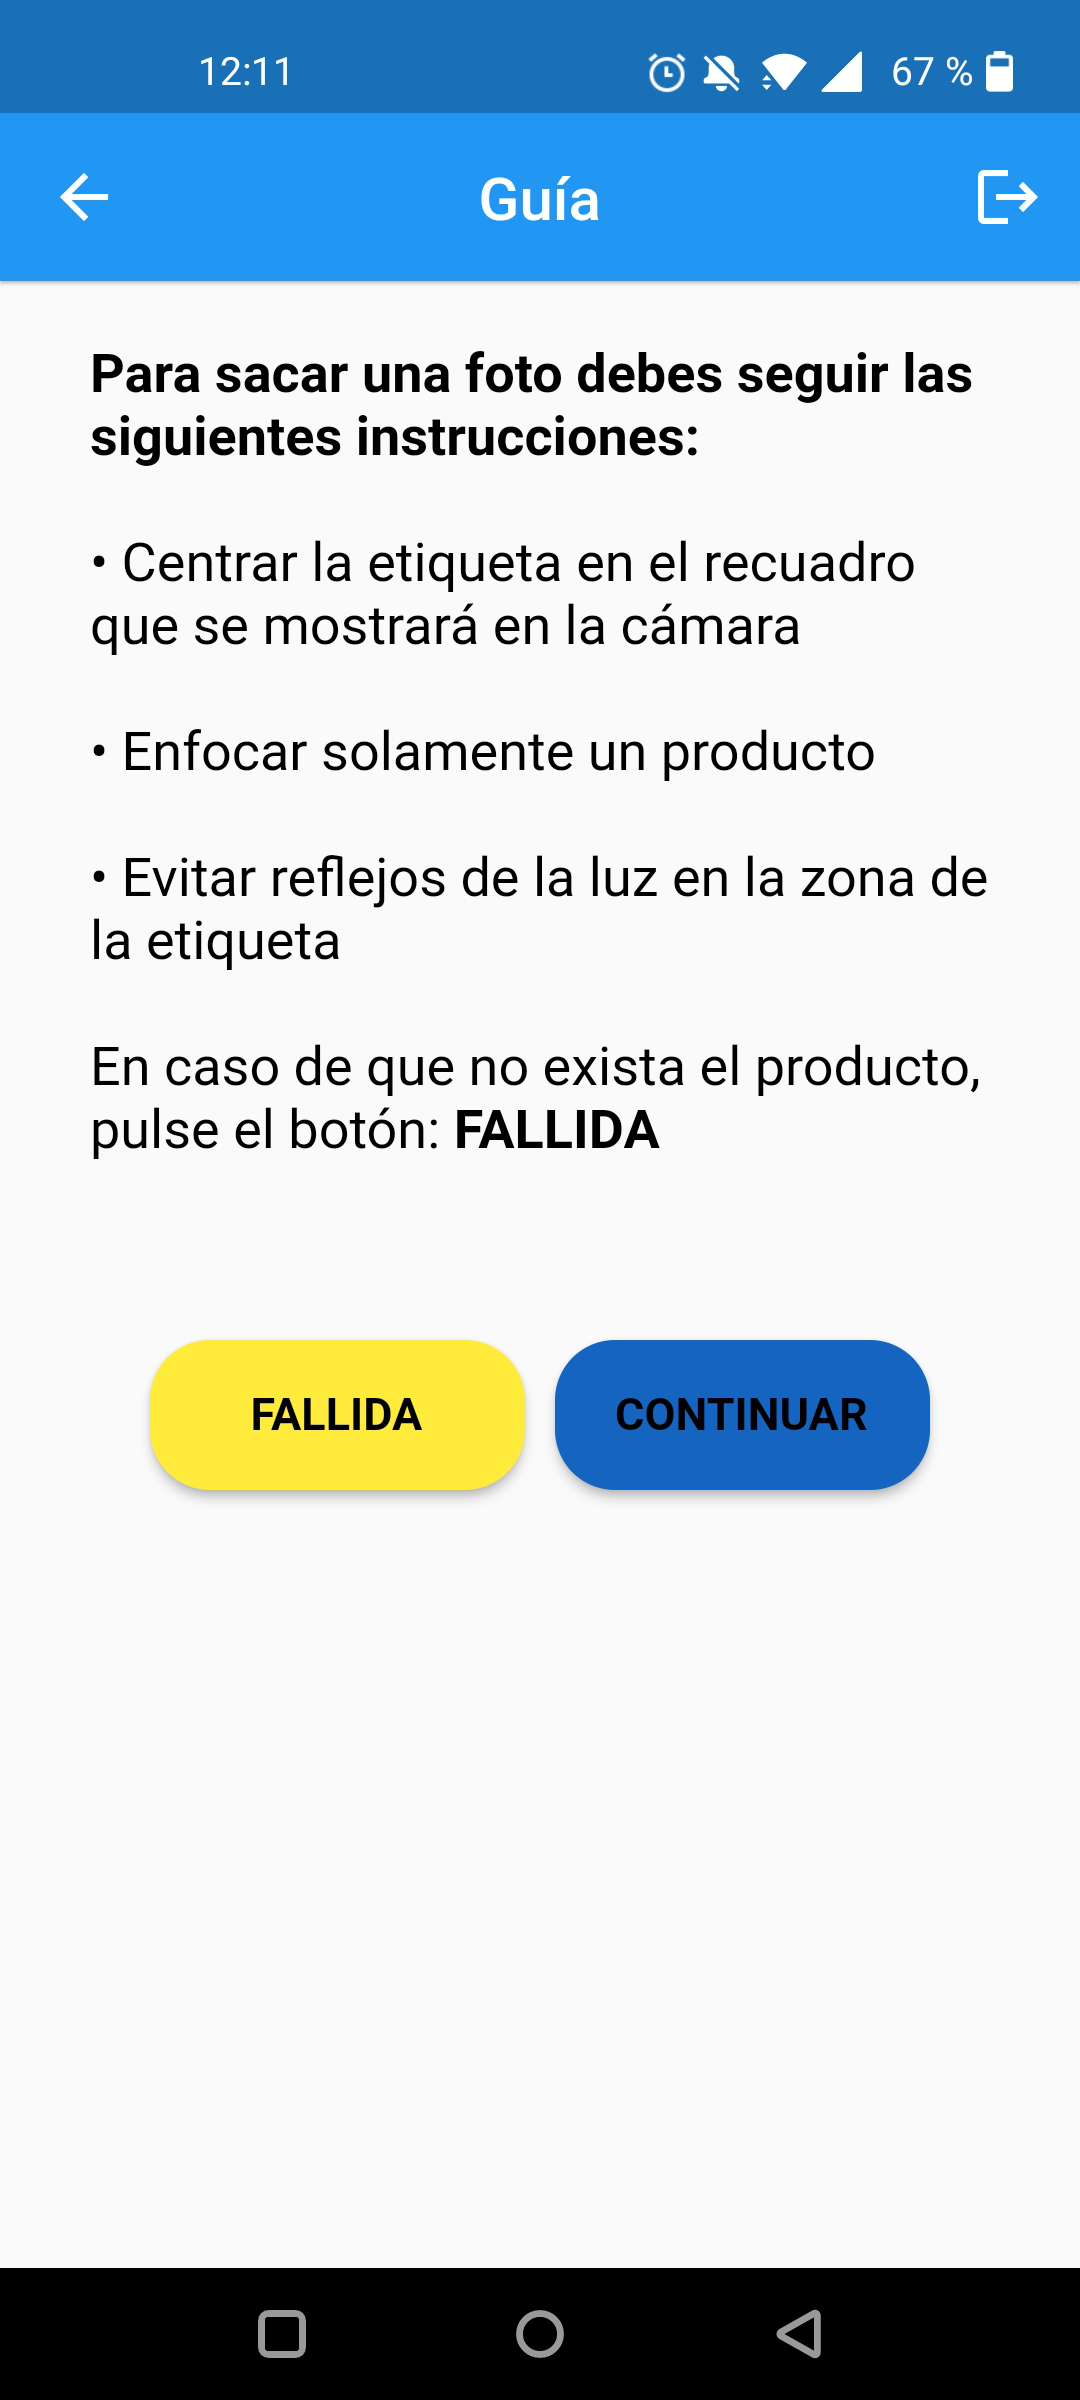 12:11
67 %
Guía
Para sacar una foto debes seguir las
siguientes instrucciones:
• Centrar la etiqueta en el recuadro
que se mostrará en la cámara
• Enfocar solamente un producto
• Evitar reflejos de la luz en la zona de
la etiqueta
En caso de que no exista el producto,
pulse el botón: FALLIDA
FALLIDA
CONTINUAR